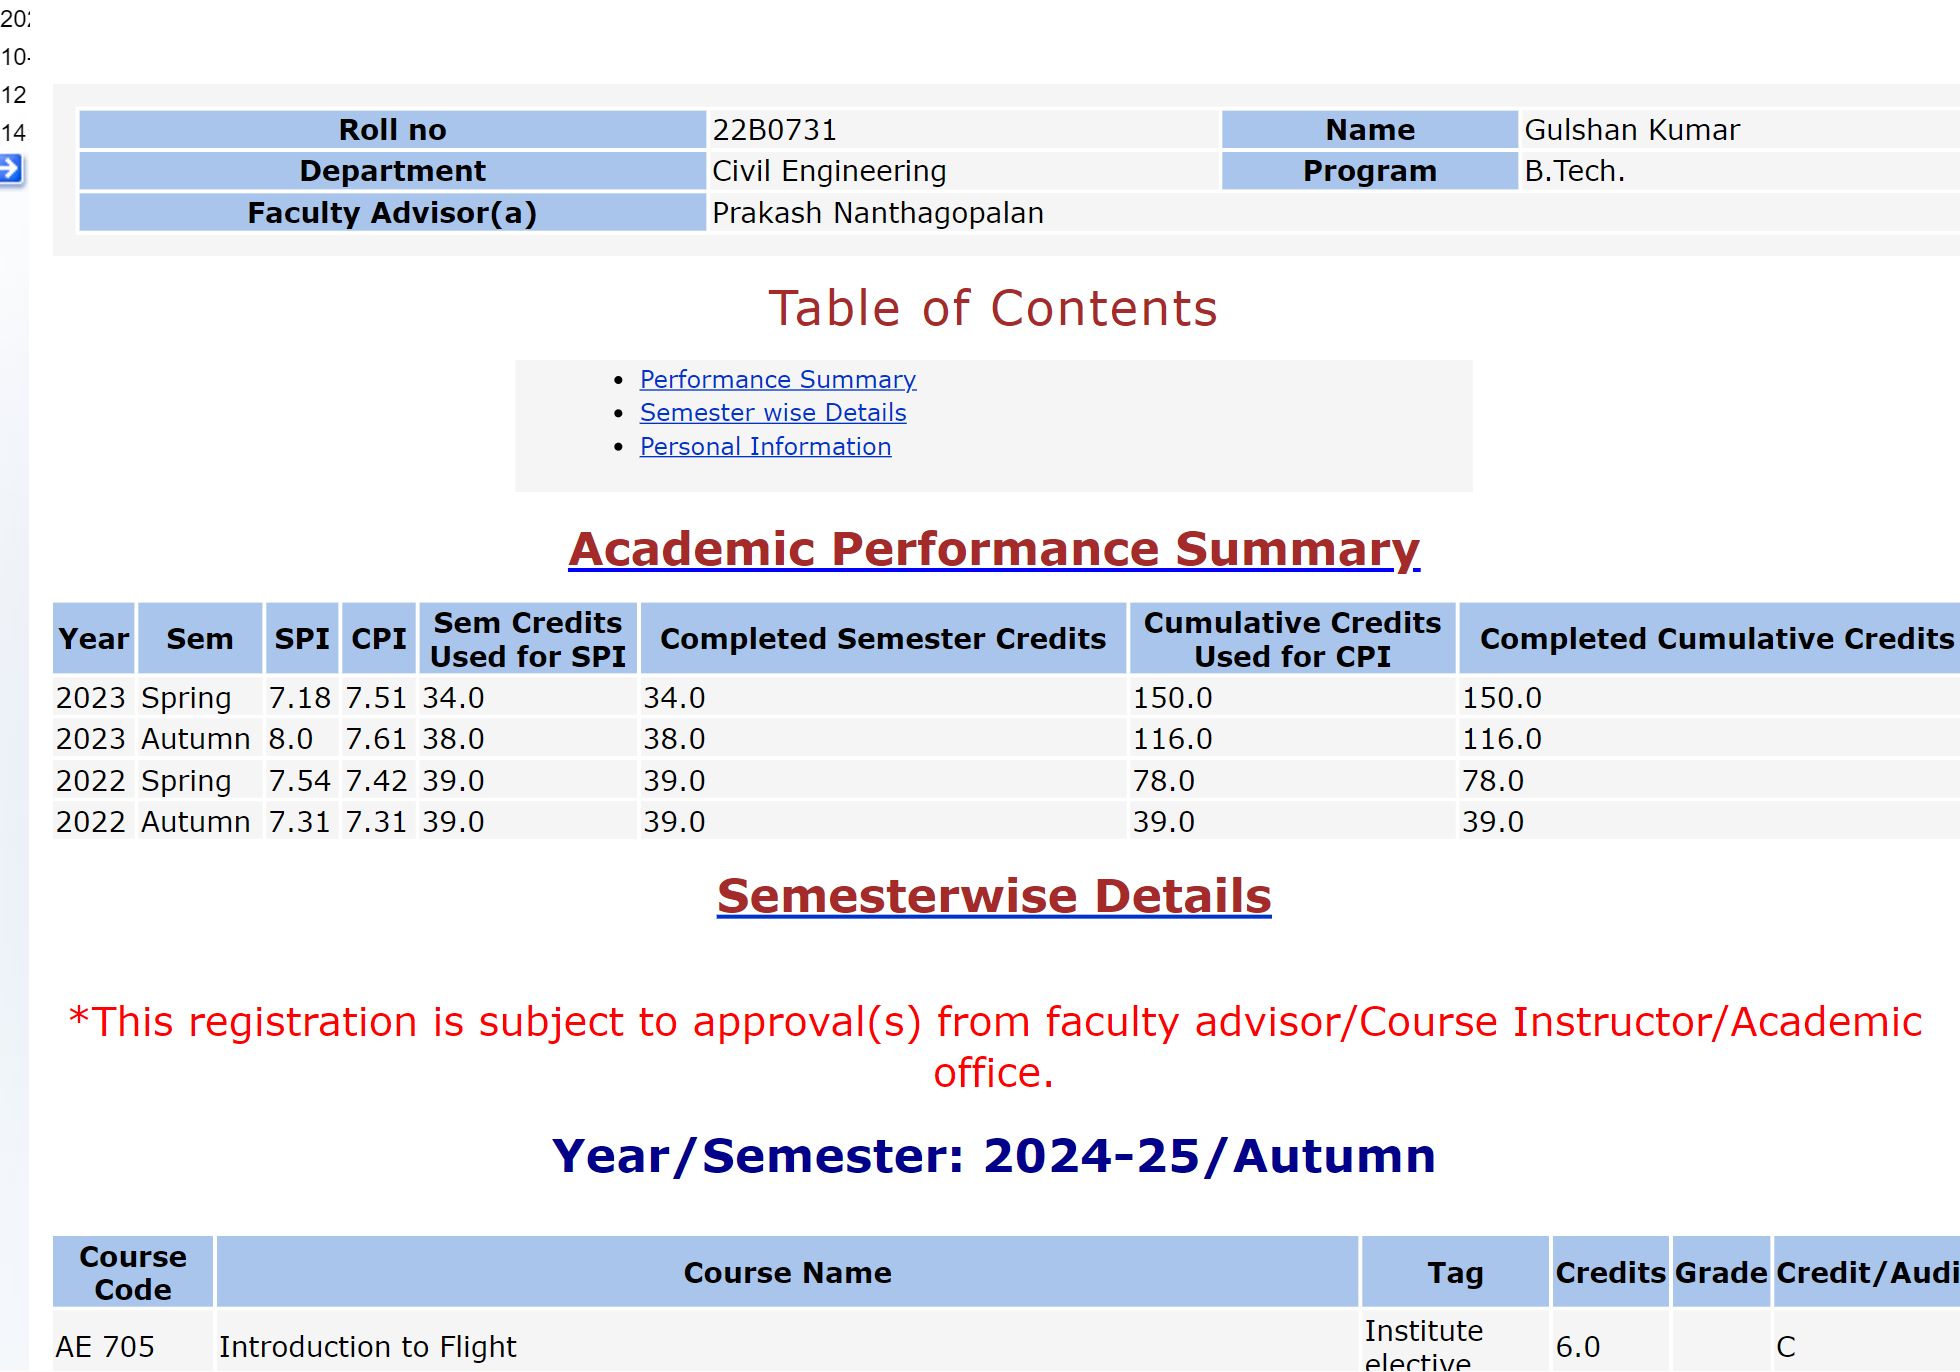 10-
12
14
Roll no 22B0731 Name Gulshan Kumar
Department Civil Engineering Program B.Tech.
Faculty Advisor(a) Prakash Nanthagopalan
Table of Contents
• Performance Summary
• Semester wise Details
• Personal Information
Academic Performance Summary
Year Sem SPI CPI Sem Credits Used for SPI Completed Semester Credits Cumulative Credits Used for CPI Completed Cumulative Credits
2023 Spring 7.18 7.51 34.0 34.0 150.0 150.0
2023 Autumn 8.0 7.61 38.0 38.0 116.0 116.0
2022 Spring 7.54 7.42 39.0 39.0 78.0 78.0
2022 Autumn 7.31 7.31 39.0 39.0 39.0 39.0
Semesterwise Details
*This registration is subject to approval(s) from faculty advisor/Course Instructor/Academic
office.
Year/Semester: 2024-25/Autumn
Course Code Course Name Tag Credits Grade Credit/Audi
AE 705 Introduction to Flight Institute elective 6.0 C